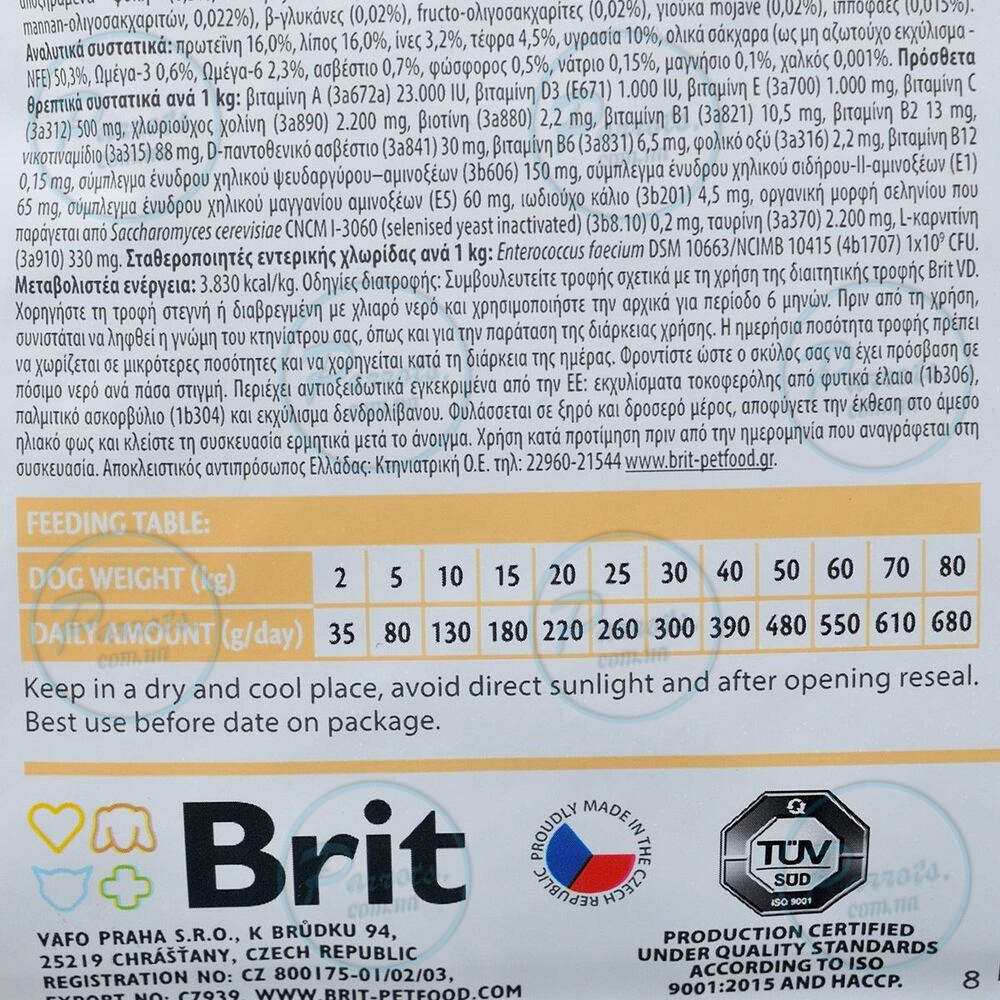 mannan-ολιγοσακχαριτών, 0,022%), β-γλυκάνες (0,02%), fructo-ολιγοσακχαρίτες (0,02%), γιούκα mojave (0,02%), ιπποφαές (0,015%).
Αναλυτικά συστατικά: πρωτεΐνη 16,0%, λίπος 16,0%, ίνες 3,2%, τέφρα 4,5%, υγρασία 10%, ολικά σάκχαρα (ως μη αζωτούχο εκχύλισμα -
NFE) 50,3%, Ωμέγα-3 0,6%, Ωμέγα-6 2,3%, ασβέστιο 0,7%, φώσφορος 0,5%, νάτριο 0,15%, μαγνήσιο 0,1%, χαλκός 0,001%. Πρόσθετα
θρεπτικά συστατικά ανά 1 kg: βιταμίνη A (3a672a) 23.000 IU, βιταμίνη D3 (E671) 1.000 IU, βιταμίνη E (3a700) 1.000 mg, βιταμίνη C
(3a312) 500 mg, χλωριούχος χολίνη (3a890) 2.200 mg, βιοτίνη (3a880) 2,2 mg, βιταμίνη B1 (3a821) 10,5 mg, βιταμίνη B2 13 mg,
νικοτιναμίδιο (3a315) 88 mg, D-παντοθενικό ασβέστιο (3a841) 30 mg, βιταμίνη B6 (3a831) 6,5 mg, φολικό οξύ (3a316) 2,2 mg, βιταμίνη B12
0,15 mg, σύμπλεγμα ένυδρου χηλικού ψευδαργύρου–αμινοξέων (3b606) 150 mg, σύμπλεγμα ένυδρου χηλικού σιδήρου-II-αμινοξέων (E1)
65 mg, σύμπλεγμα ένυδρου χηλικού μαγγανίου αμινοξέων (E5) 60 mg, ιωδιούχο κάλιο (3b201) 4,5 mg, οργανική μορφή σεληνίου που
παράγεται από Saccharomyces cerevisiae CNCM I-3060 (selenised yeast inactivated) (3b8.10) 0,2 mg, ταυρίνη (3a370) 2.200 mg, L-καρνιτίνη
(3a910) 330 mg. Σταθεροποιητές εντερικής χλωρίδας ανά 1 kg: Enterococcus faecium DSM 10663/NCIMB 10415 (4b1707) 1x10⁹ CFU.
Μεταβολιστέα ενέργεια: 3.830 kcal/kg. Οδηγίες διατροφής: Συμβουλευτείτε τροφής σχετικά με τη χρήση της διαιτητικής τροφής Brit VD.
Χορηγήστε τη τροφή στεγνή ή διαβρεγμένη με χλιαρό νερό και χρησιμοποιήστε την αρχικά για περίοδο 6 μηνών. Πριν από τη χρήση,
συνιστάται να ληφθεί η γνώμη του κτηνίατρου σας, όπως και για την παράταση της διάρκειας χρήσης. Η ημερήσια ποσότητα τροφής πρέπει
να χωρίζεται σε μικρότερες ποσότητες και να χορηγείται κατά τη διάρκεια της ημέρας. Φροντίστε ώστε ο σκύλος σας να έχει πρόσβαση σε
πόσιμο νερό ανά πάσα στιγμή. Περιέχει αντιοξειδωτικά εγκεκριμένα από την ΕΕ: εκχυλίσματα τοκοφερόλης από φυτικά έλαια (1b306),
παλμιτικό ασκορβύλιο (1b304) και εκχύλισμα δενδρολίβανου. Φυλάσσεται σε ξηρό και δροσερό μέρος, αποφύγετε την έκθεση στο άμεσο
ηλιακό φως και κλείστε τη συσκευασία ερμητικά μετά το άνοιγμα. Χρήση κατά προτίμηση πριν από την ημερομηνία που αναγράφεται στη
συσκευασία. Αποκλειστικός αντιπρόσωπος Ελλάδας: Κτηνιατρική Ο.Ε. τηλ: 22960-21544 www.brit-petfood.gr.
FEEDING TABLE:
DOG WEIGHT (kg) 2 5 10 15 20 25 30 40 50 60 70 80
DAILY AMOUNT (g/day) 35 80 130 180 220 260 300 390 480 550 610 680
Keep in a dry and cool place, avoid direct sunlight and after opening reseal.
Best use before date on package.
Brit
PROUDLY MADE IN THE CZECH REPUBLIC
TÜV
SÜD
ISO 9001
VAFO PRAHA S.R.O., K BRŮDKU 94,
25219 CHRÁŠŤANY, CZECH REPUBLIC
REGISTRATION NO: CZ 800175-01/02/03,
EXPORT NO: CZ939, WWW.BRIT-PETFOOD.COM
PRODUCTION CERTIFIED
UNDER QUALITY STANDARDS
ACCORDING TO ISO
9001:2015 AND HACCP.
8